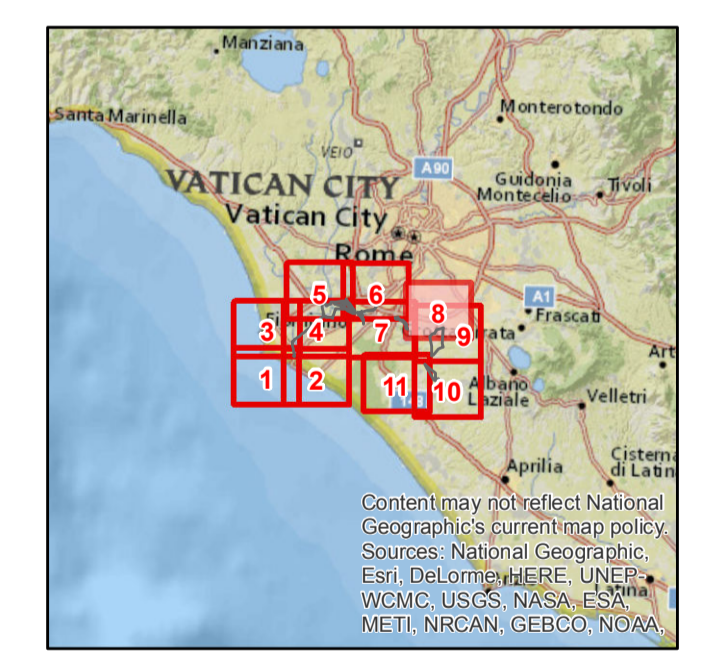 Manziana
Santa Marinella
Monterotondo
VEIO
A90
VATICAN CITY
Guidonia
Montecelio
Tivoli
Vatican City
Rome
5
6
A1
8
Frascati
3
4
7
9
1
2
11
10
Albano
Laziale
Velletri
Art
Aprilia
Cisterna
di Latin
Content may not reflect National
Geographic's current map policy.
Sources: National Geographic,
Esri, DeLorme, HERE, UNEP-
WCMC, USGS, NASA, ESA,
METI, NRCAN, GEBCO, NOAA,
Latina